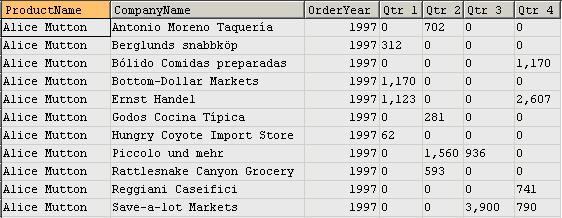 ProductName CompanyName OrderYear Qtr 1 Qtr 2 Qtr 3 Qtr 4
Alice Mutton Antonio Moreno Taquería 1997 0 702 0 0
Alice Mutton Berglunds snabbköp 1997 312 0 0 0
Alice Mutton Bólido Comidas preparadas 1997 0 0 0 1,170
Alice Mutton Bottom-Dollar Markets 1997 1,170 0 0 0
Alice Mutton Ernst Handel 1997 1,123 0 0 2,607
Alice Mutton Godos Cocina Típica 1997 0 281 0 0
Alice Mutton Hungry Coyote Import Store 1997 62 0 0 0
Alice Mutton Piccolo und mehr 1997 0 1,560 936 0
Alice Mutton Rattlesnake Canyon Grocery 1997 0 593 0 0
Alice Mutton Reggiani Caseifici 1997 0 0 0 741
Alice Mutton Save-a-lot Markets 1997 0 0 3,900 790